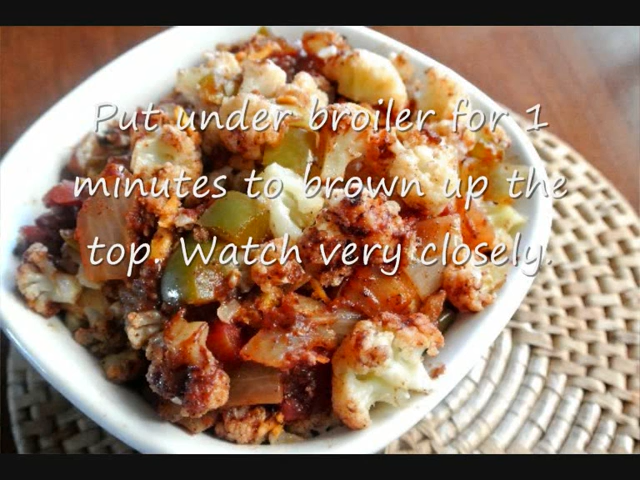 Put under broiler for 1
minutes to brown up the
top. Watch very closely.